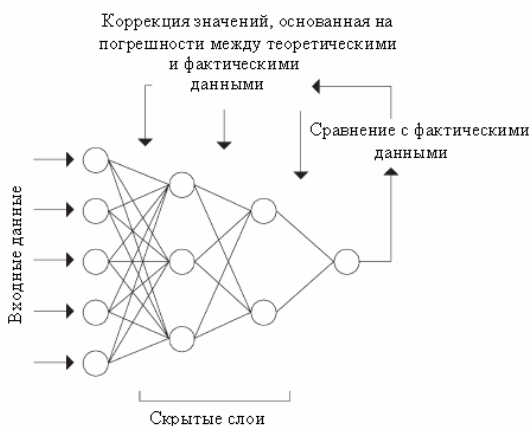 Коррекция значений, основанная на
погрешности между теоретическими
и фактическими
данными
Сравнение с фактическими
данными
Входные данные
Скрытые слои